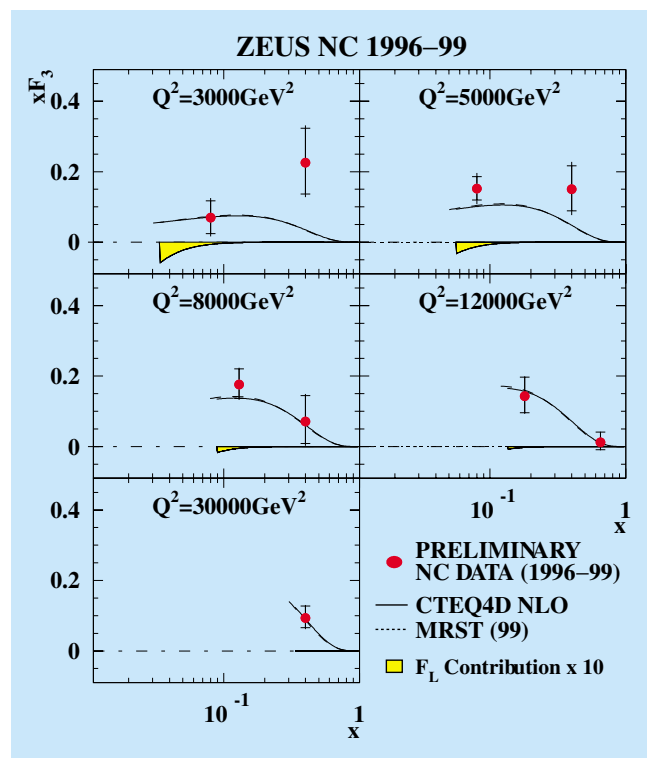 ZEUS NC 1996–99
xF₃
Q²=3000GeV²
Q²=5000GeV²
0.4
0.2
0
Q²=8000GeV²
Q²=12000GeV²
0.4
0.2
0
Q²=30000GeV²
0.4
0.2
0
10⁻¹
1
x
10⁻¹
1
x
PRELIMINARY
NC DATA (1996–99)
CTEQ4D NLO
MRST (99)
F_L Contribution x 10